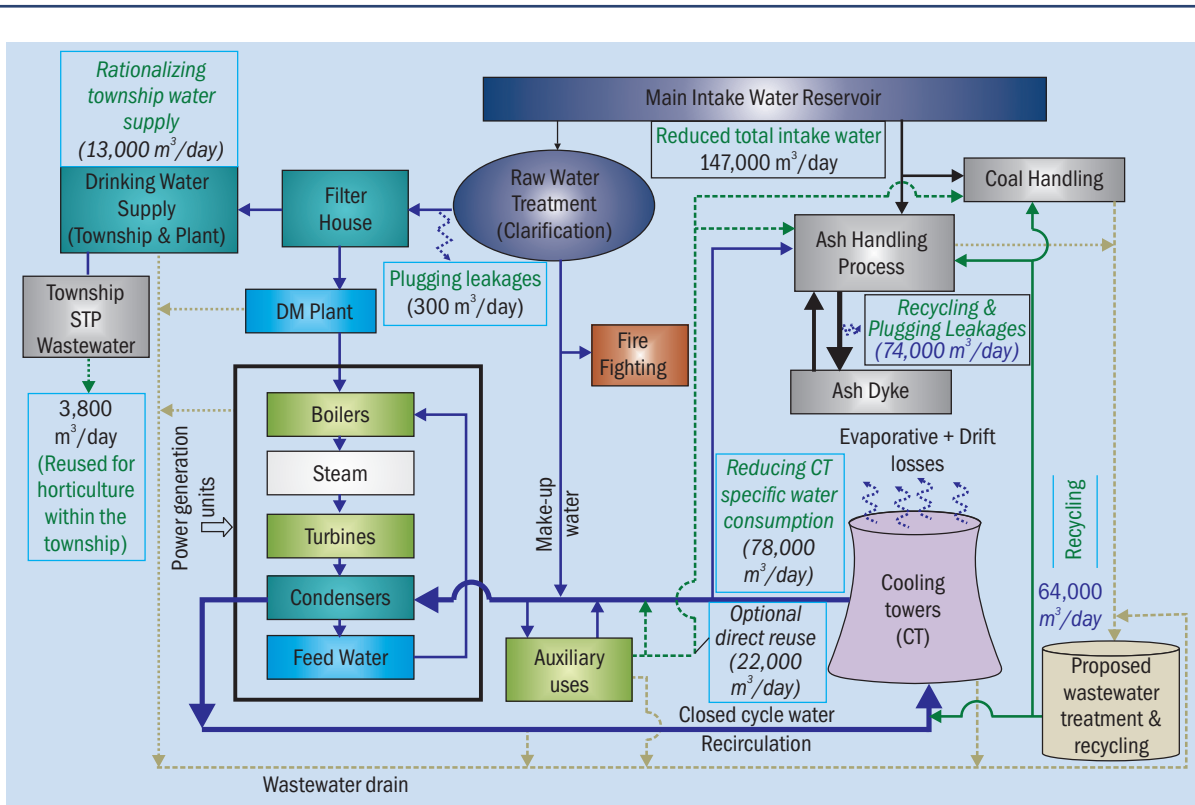 Rationalizing
township water
supply
(13,000 m³/day)
Drinking Water
Supply
(Township & Plant)
Township
STP
Wastewater
3,800
m³/day
(Reused for
horticulture
within the
township)
Filter
House
DM Plant
Main Intake Water Reservoir
Reduced total intake water
147,000 m³/day
Raw Water
Treatment
(Clarification)
Plugging leakages
(300 m³/day)
Coal Handling
Ash Handling
Process
Recycling &
Plugging Leakages
(74,000 m³/day)
Ash Dyke
Fire
Fighting
Power generation
units
Boilers
Steam
Turbines
Condensers
Feed Water
Make-up
water
Auxiliary
uses
Evaporative + Drift
losses
Reducing CT
specific water
consumption
(78,000
m³/day)
Optional
direct reuse
(22,000
m³/day)
Cooling
towers
(CT)
Recycling
64,000
m³/day
Proposed
wastewater
treatment &
recycling
Closed cycle water
Recirculation
Wastewater drain